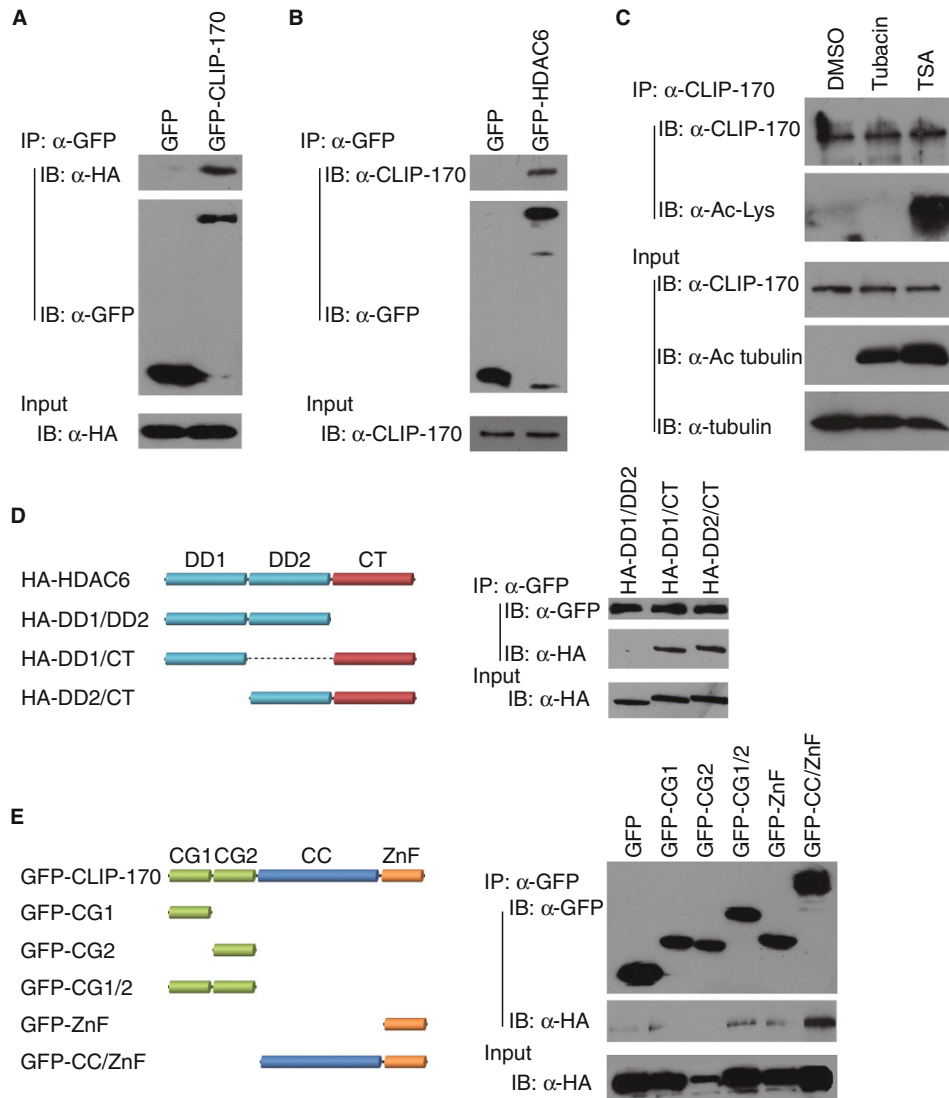 A
GFP
GFP-CLIP-170
IP: α-GFP
IB: α-HA
IB: α-GFP
Input
IB: α-HA
B
GFP
GFP-HDAC6
IP: α-GFP
IB: α-CLIP-170
IB: α-GFP
Input
IB: α-CLIP-170
C
DMSO
Tubacin
TSA
IP: α-CLIP-170
IB: α-CLIP-170
IB: α-Ac-Lys
Input
IB: α-CLIP-170
IB: α-Ac tubulin
IB: α-tubulin
D
DD1 DD2 CT
HA-HDAC6
HA-DD1/DD2
HA-DD1/CT
HA-DD2/CT
HA-DD1/DD2
HA-DD1/CT
HA-DD2/CT
IP: α-GFP
IB: α-GFP
IB: α-HA
Input
IB: α-HA
E
CG1 CG2 CC ZnF
GFP-CLIP-170
GFP-CG1
GFP-CG2
GFP-CG1/2
GFP-ZnF
GFP-CC/ZnF
GFP
GFP-CG1
GFP-CG2
GFP-CG1/2
GFP-ZnF
GFP-CC/ZnF
IP: α-GFP
IB: α-GFP
IB: α-HA
Input
IB: α-HA